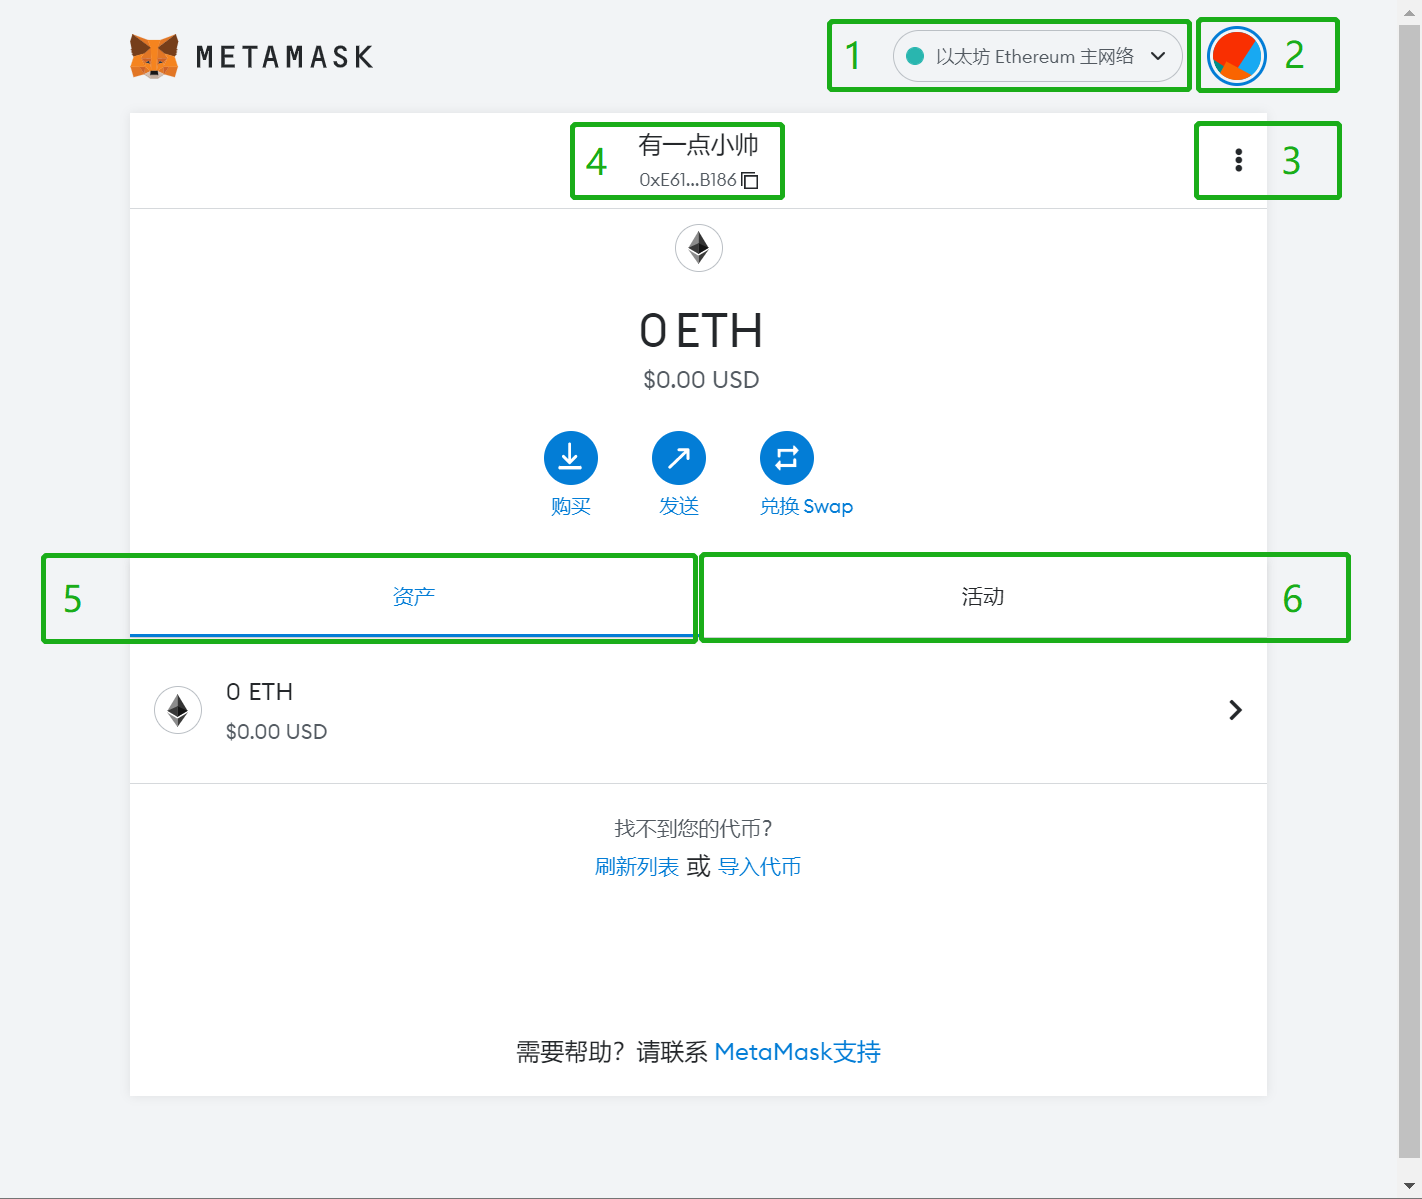 METAMASK
1
以太坊 Ethereum 主网络
2
有一点小帅
4
0xE61...B186
3
0 ETH
$0.00 USD
购买
发送
兑换 Swap
5
资产
活动
6
0 ETH
$0.00 USD
找不到您的代币？
刷新列表 或 导入代币
需要帮助？请联系 MetaMask支持